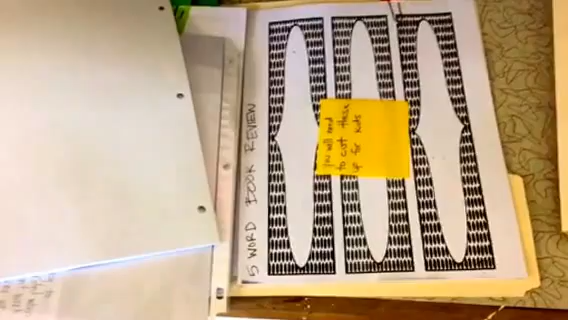 5 WORD BOOK REVIEW
you will need
to cut these
up for kids